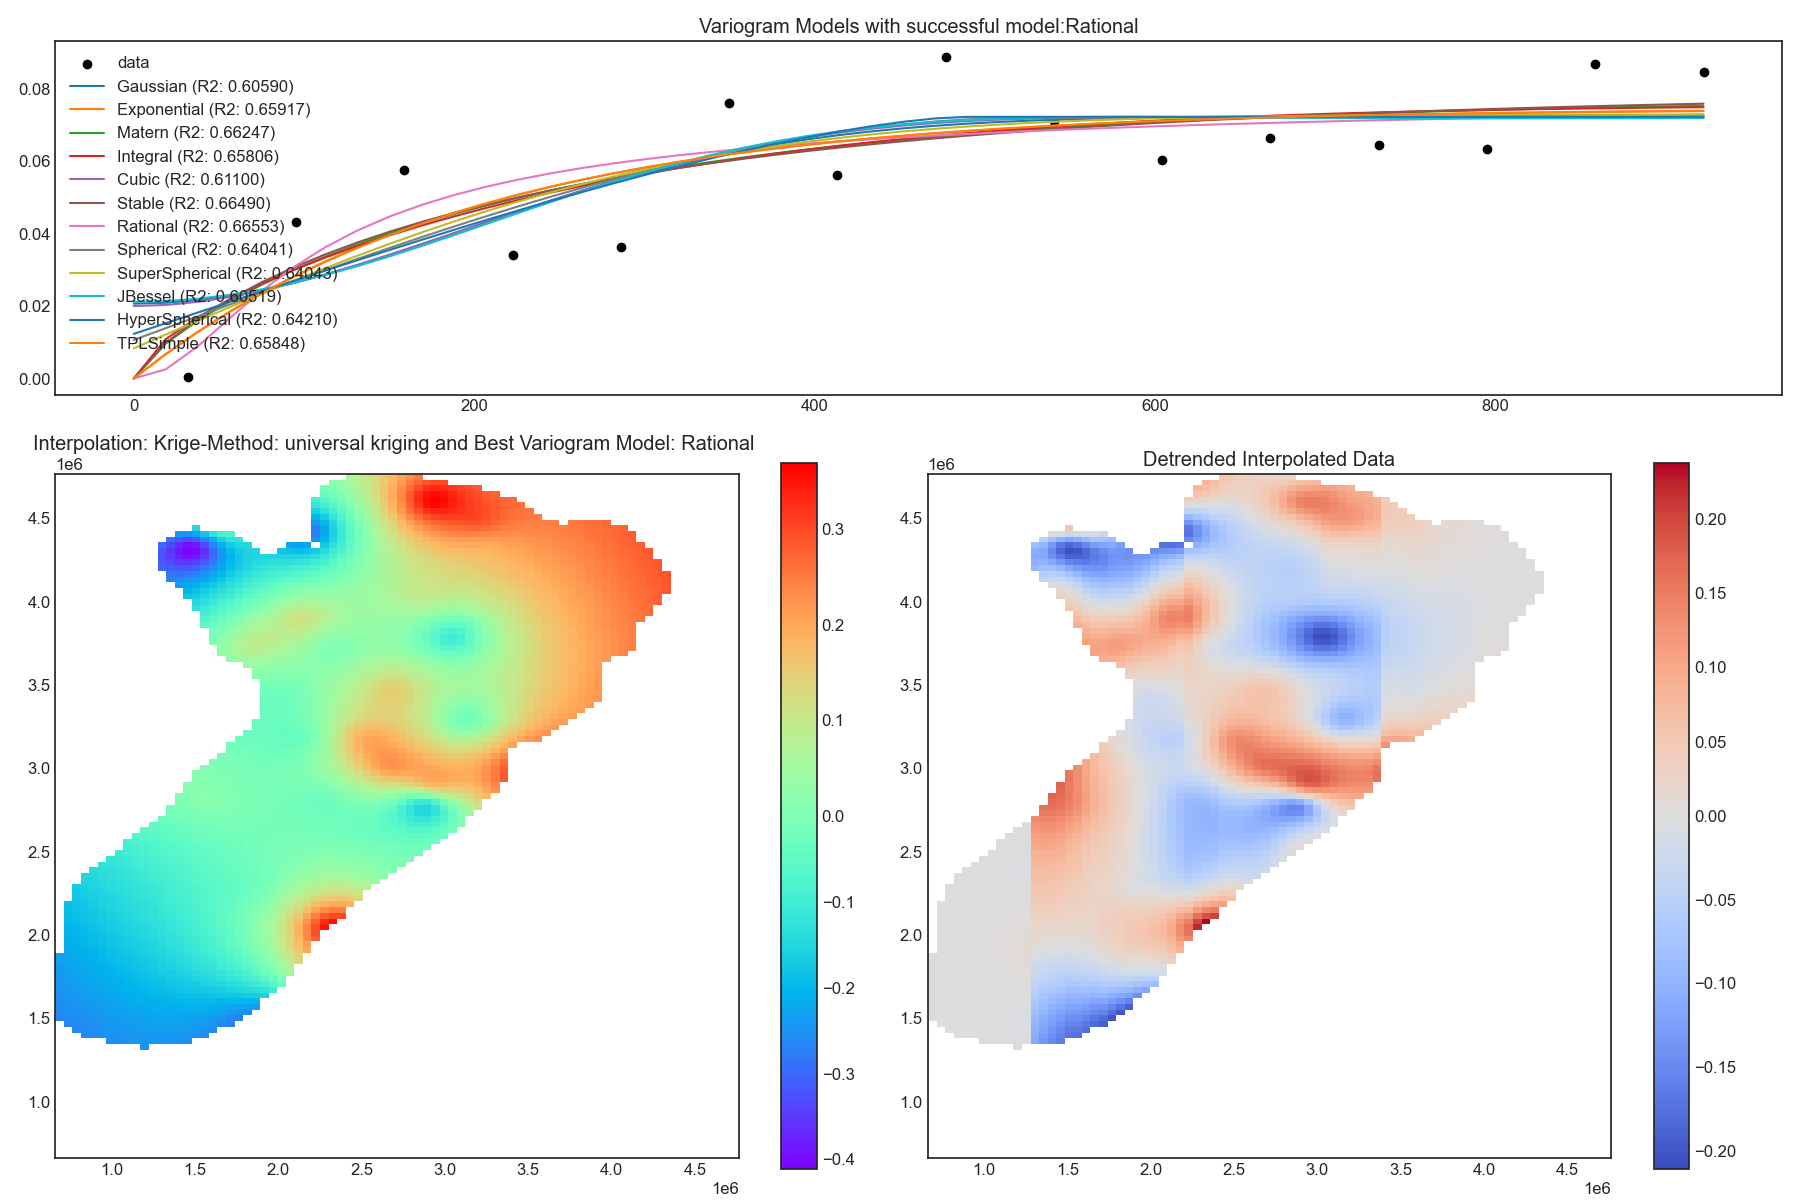 Variogram Models with successful model:Rational
data
Gaussian (R2: 0.60590)
Exponential (R2: 0.65917)
Matern (R2: 0.66247)
Integral (R2: 0.65806)
Cubic (R2: 0.61100)
Stable (R2: 0.66490)
Rational (R2: 0.66553)
Spherical (R2: 0.64041)
SuperSpherical (R2: 0.64043)
JBessel (R2: 0.60519)
HyperSpherical (R2: 0.64210)
TPLSimple (R2: 0.65848)
0.08
0.06
0.04
0.02
0.00
0 200 400 600 800
Interpolation: Krige-Method: universal kriging and Best Variogram Model: Rational
1e6
4.5
4.0
3.5
3.0
2.5
2.0
1.5
1.0
1.0 1.5 2.0 2.5 3.0 3.5 4.0 4.5
1e6
0.3
0.2
0.1
0.0
−0.1
−0.2
−0.3
−0.4
Detrended Interpolated Data
1e6
4.5
4.0
3.5
3.0
2.5
2.0
1.5
1.0
1.0 1.5 2.0 2.5 3.0 3.5 4.0 4.5
1e6
0.20
0.15
0.10
0.05
0.00
−0.05
−0.10
−0.15
−0.20